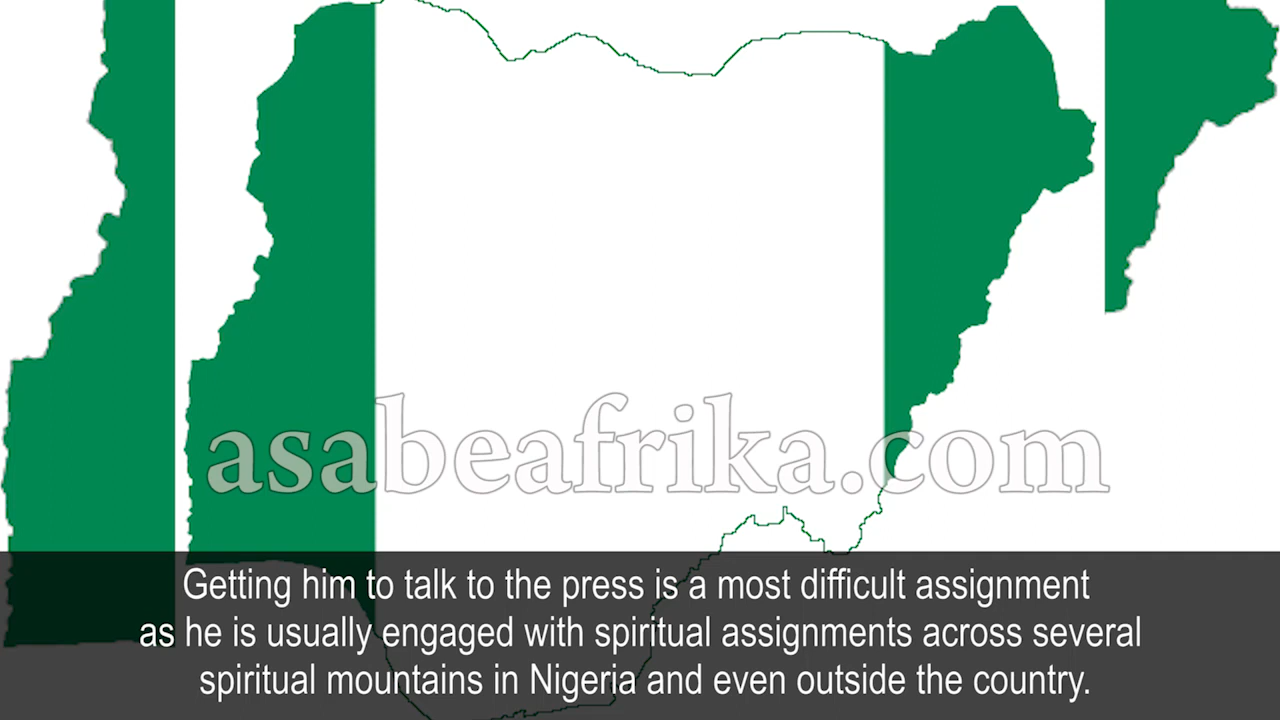 asabeafrika.com
Getting him to talk to the press is a most difficult assignment
as he is usually engaged with spiritual assignments across several
spiritual mountains in Nigeria and even outside the country.